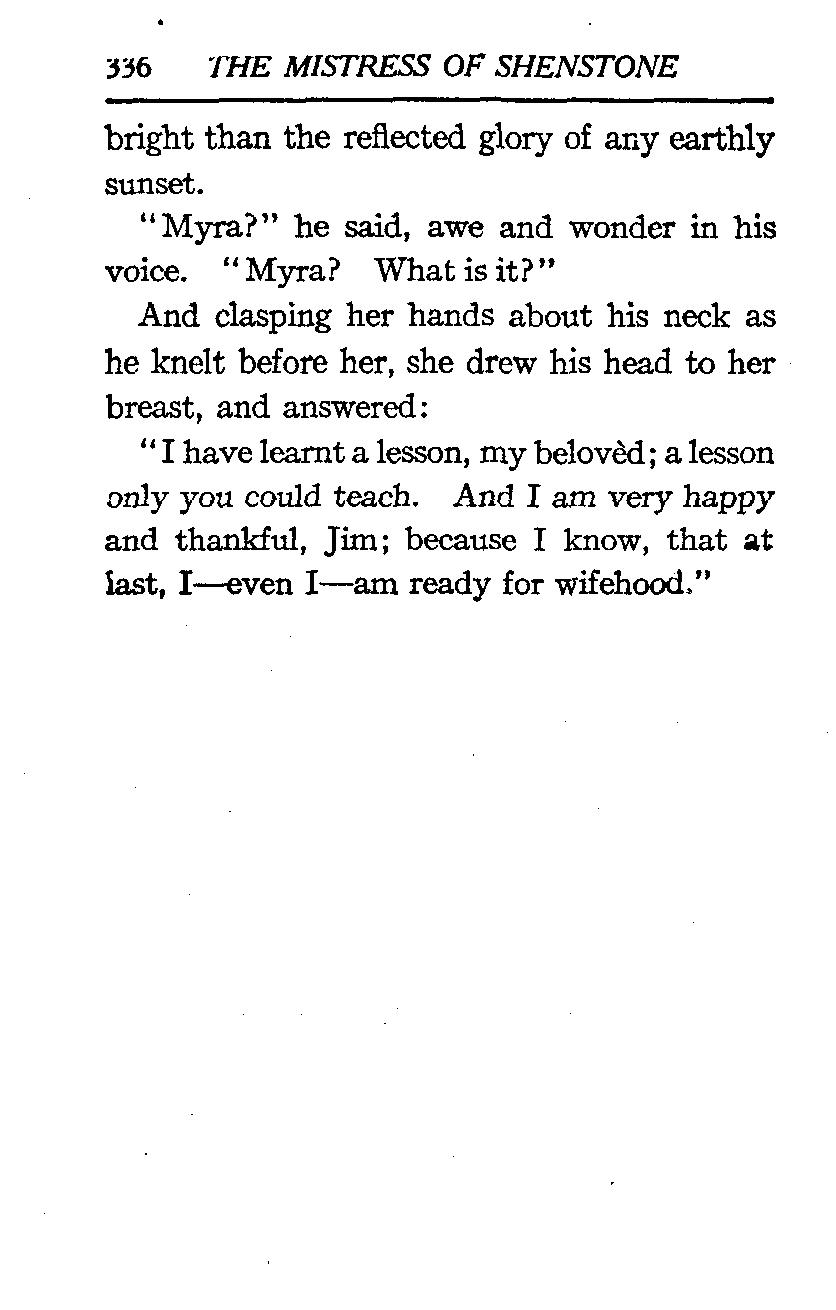 336 THE MISTRESS OF SHENSTONE
bright than the reflected glory of any earthly
sunset.
"Myra?" he said, awe and wonder in his
voice. "Myra? What is it?"
And clasping her hands about his neck as
he knelt before her, she drew his head to her
breast, and answered:
"I have learnt a lesson, my belovèd; a lesson
only you could teach. And I am very happy
and thankful, Jim; because I know, that at
last, I—even I—am ready for wifehood."